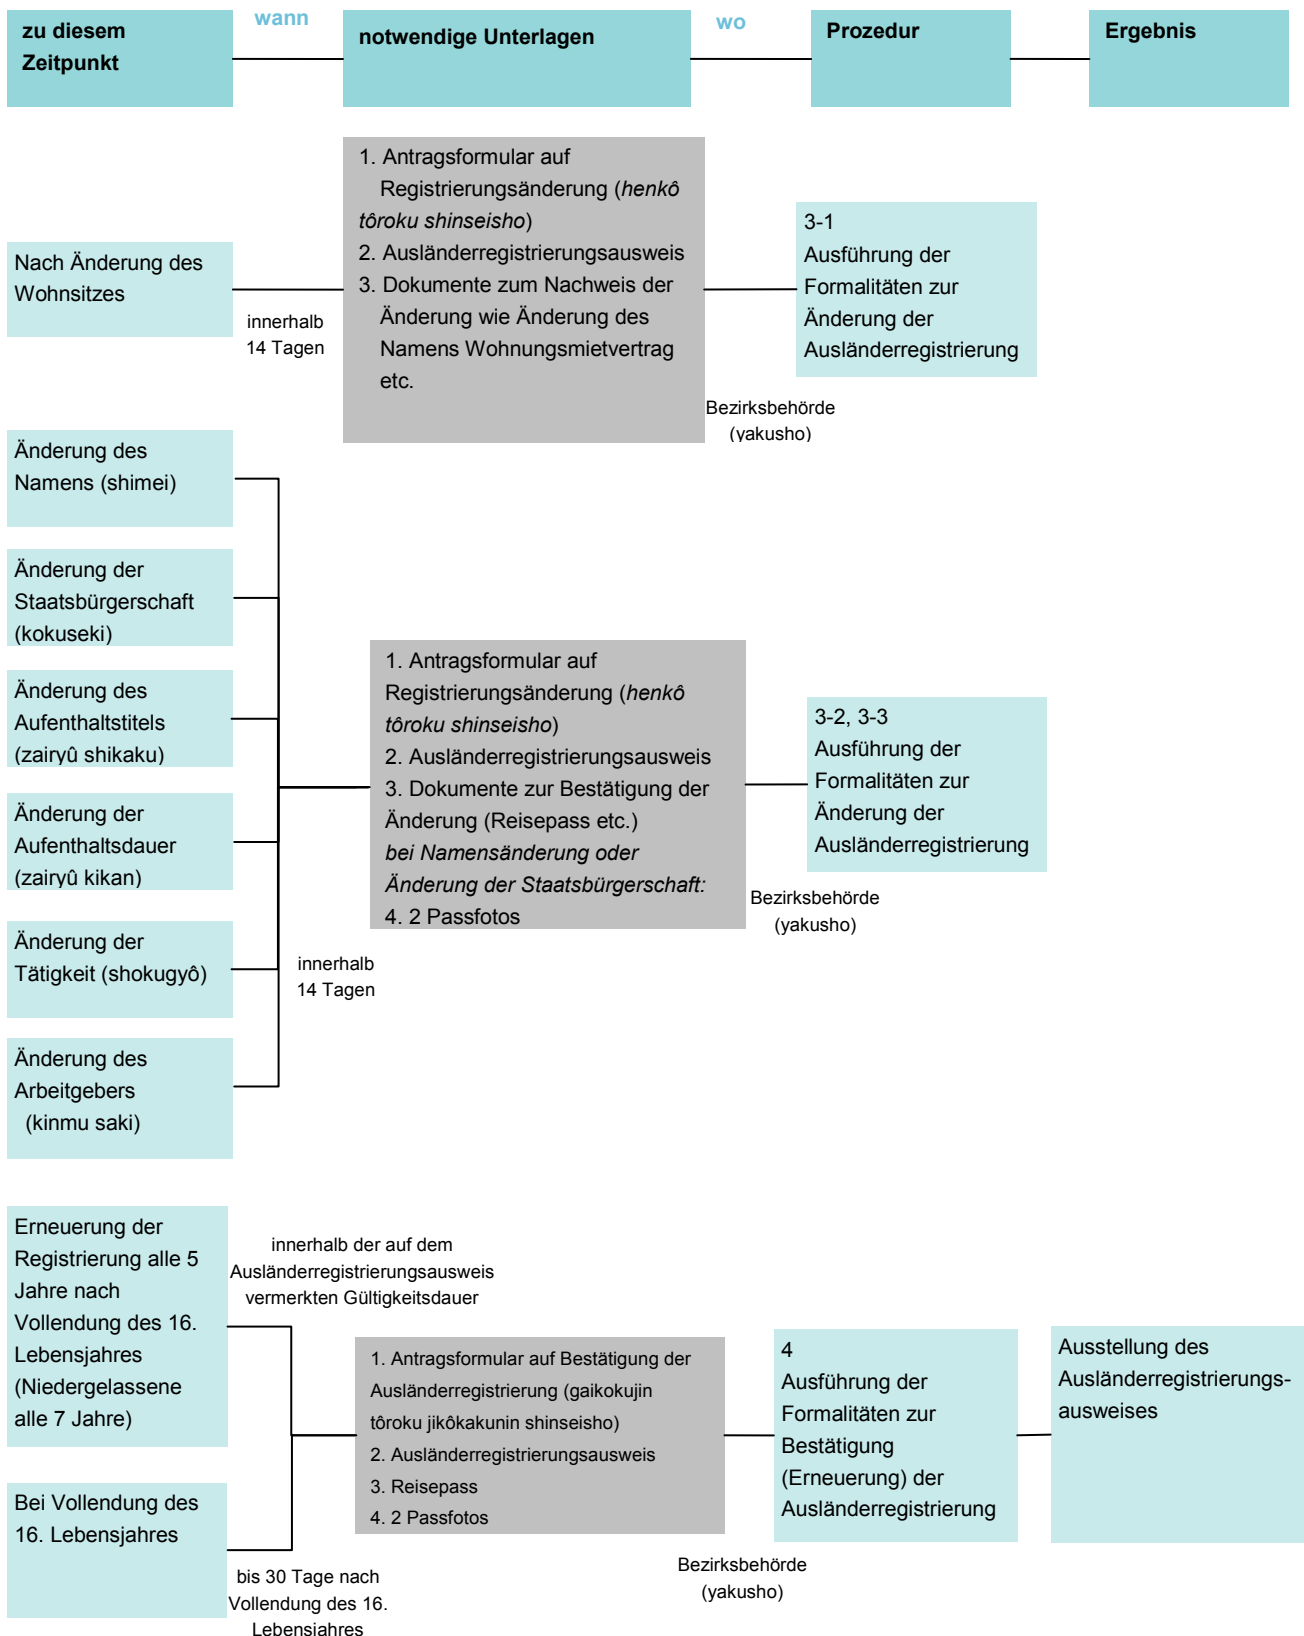 zu diesem
Zeitpunkt
wann
notwendige Unterlagen
wo
Prozedur
Ergebnis
Nach Änderung des
Wohnsitzes
innerhalb
14 Tagen
1. Antragsformular auf
Registrierungsänderung (henkô
tôroku shinseisho)
2. Ausländerregistrierungsausweis
3. Dokumente zum Nachweis der
Änderung wie Änderung des
Namens Wohnungsmietvertrag
etc.
Bezirksbehörde
(yakusho)
3-1
Ausführung der
Formalitäten zur
Änderung der
Ausländerregistrierung
Änderung des
Namens (shimei)
Änderung der
Staatsbürgerschaft
(kokuseki)
Änderung des
Aufenthaltstitels
(zairyû shikaku)
Änderung der
Aufenthaltsdauer
(zairyû kikan)
Änderung der
Tätigkeit (shokugyô)
Änderung des
Arbeitgebers
(kinmu saki)
innerhalb
14 Tagen
1. Antragsformular auf
Registrierungsänderung (henkô
tôroku shinseisho)
2. Ausländerregistrierungsausweis
3. Dokumente zur Bestätigung der
Änderung (Reisepass etc.)
bei Namensänderung oder
Änderung der Staatsbürgerschaft:
4. 2 Passfotos
Bezirksbehörde
(yakusho)
3-2, 3-3
Ausführung der
Formalitäten zur
Änderung der
Ausländerregistrierung
Erneuerung der
Registrierung alle 5
Jahre nach
Vollendung des 16.
Lebensjahres
(Niedergelassene
alle 7 Jahre)
innerhalb der auf dem
Ausländerregistrierungsausweis
vermerkten Gültigkeitsdauer
Bei Vollendung des
16. Lebensjahres
bis 30 Tage nach
Vollendung des 16.
Lebensjahres
1. Antragsformular auf Bestätigung der
Ausländerregistrierung (gaikokujin
tôroku jikôkakunin shinseisho)
2. Ausländerregistrierungsausweis
3. Reisepass
4. 2 Passfotos
Bezirksbehörde
(yakusho)
4
Ausführung der
Formalitäten zur
Bestätigung
(Erneuerung) der
Ausländerregistrierung
Ausstellung des
Ausländerregistrierungs-
ausweises